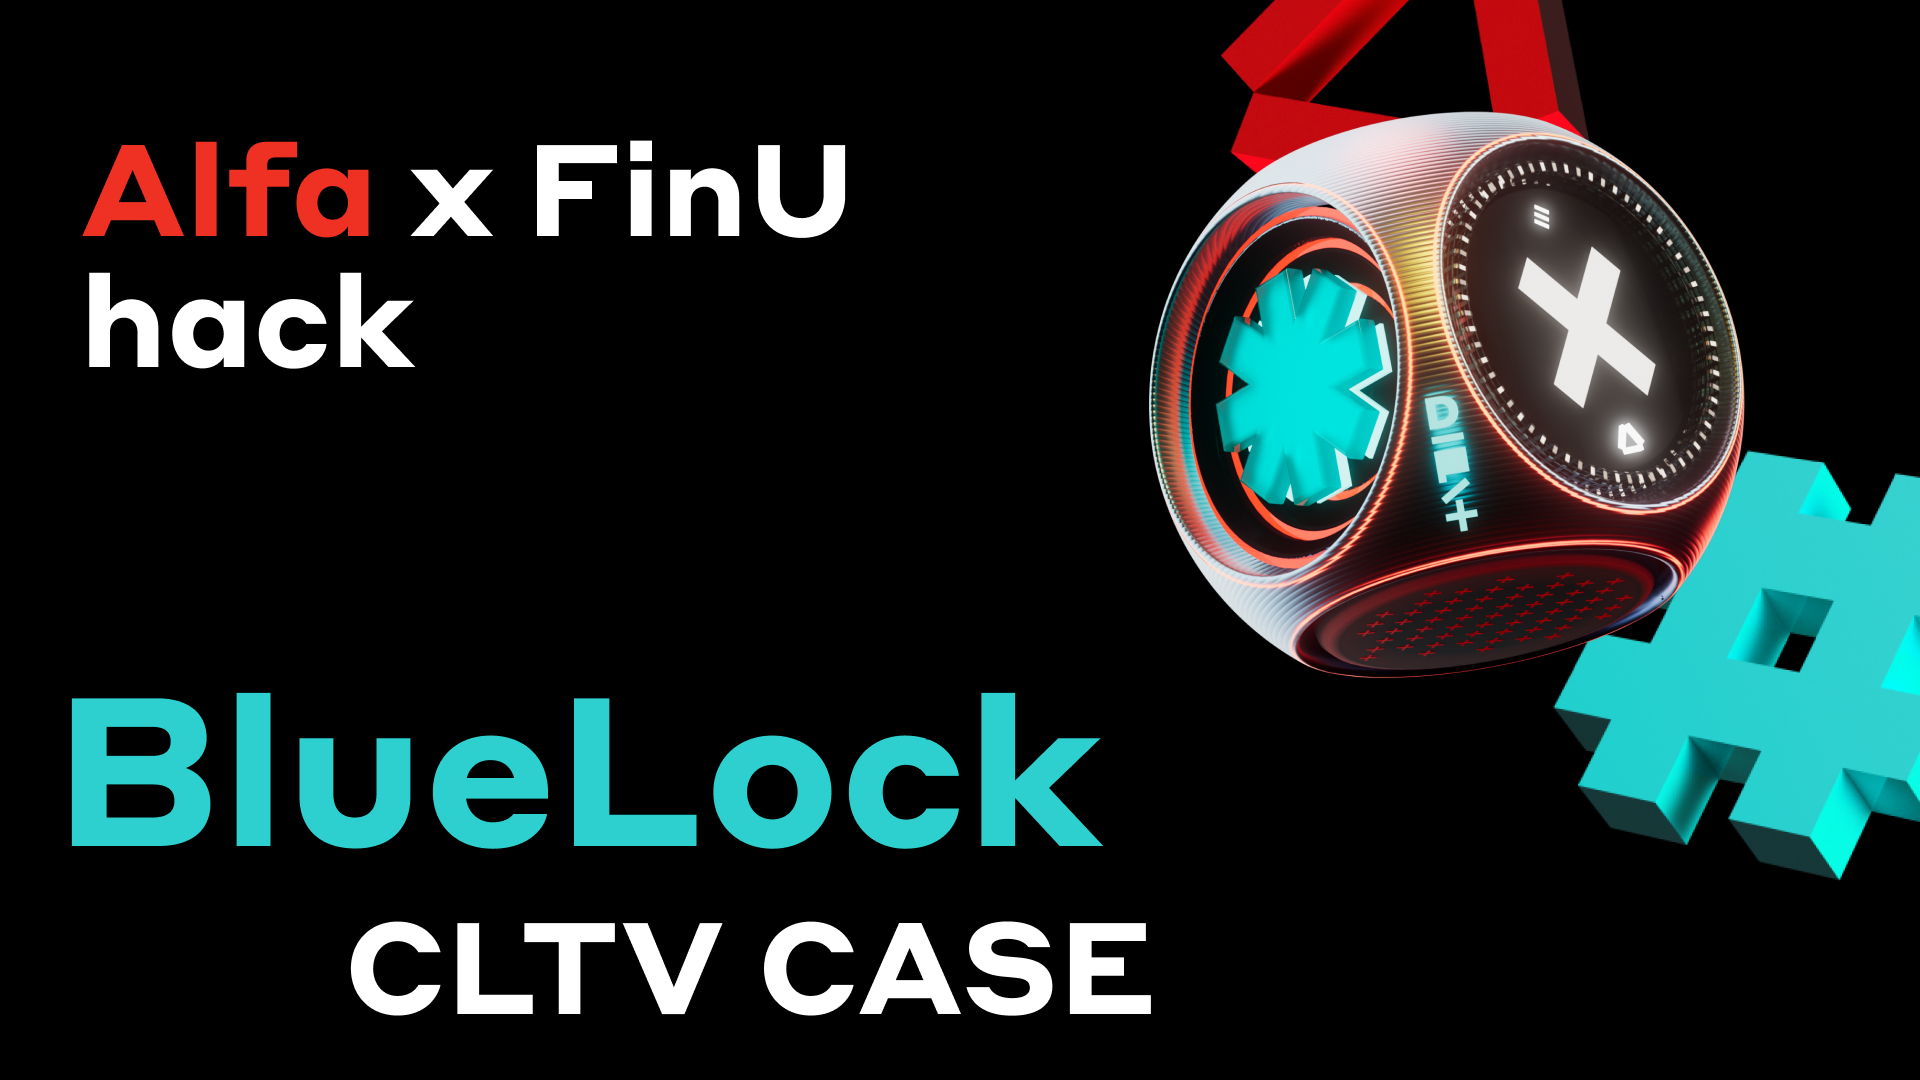 Alfa x FinU
hack
BlueLock
CLTV CASE